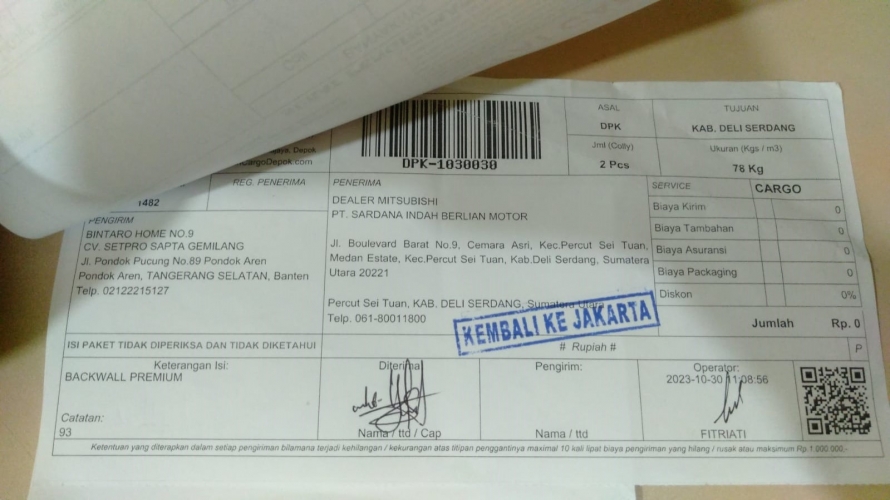 ASAL
TUJUAN
DPK
KAB. DELI SERDANG
Jml (Colly)
Ukuran (Kgs / m3)
Depok
DPK-1030030
2 Pcs
78 Kg
REG. PENERIMA
PENERIMA
SERVICE
CARGO
1482
DEALER MITSUBISHI
PT. SARDANA INDAH BERLIAN MOTOR
Biaya Kirim 0
Biaya Tambahan 0
Biaya Asuransi 0
Biaya Packaging 0
Diskon 0%
Jumlah Rp. 0
PENGIRIM
BINTARO HOME NO.9
CV. SETPRO SAPTA GEMILANG
Jl. Pondok Pucung No.89 Pondok Aren
Pondok Aren, TANGERANG SELATAN, Banten
Telp. 02122215127
Jl. Boulevard Barat No.9, Cemara Asri, Kec.Percut Sei Tuan,
Medan Estate, Kec.Percut Sei Tuan, Kab.Deli Serdang, Sumatera
Utara 20221
Percut Sei Tuan, KAB. DELI SERDANG, Sumatera Utara
Telp. 061-80011800
KEMBALI KE JAKARTA
ISI PAKET TIDAK DIPERIKSA DAN TIDAK DIKETAHUI
# Rupiah #
P
Keterangan Isi:
BACKWALL PREMIUM
Catatan:
93
Diterima
Nama / ttd / Cap
Pengirim:
Nama / ttd
Operator:
2023-10-30 11:08:56
FITRIATI
Ketentuan yang diterapkan dalam setiap pengiriman bilamana terjadi kehilangan / kekurangan atas titipan penggantinya maximal 10 kali lipat biaya pengiriman yang hilang / rusak atau maksimum Rp.1.000.000,-